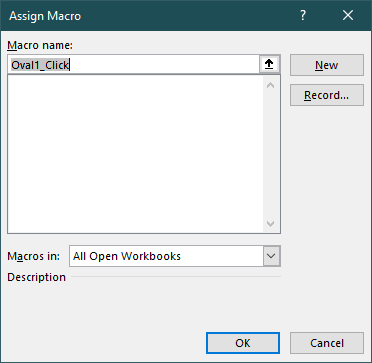 Assign Macro
?
Macro name:
Oval1_Click
New
Record...
Macros in:
All Open Workbooks
Description
OK
Cancel